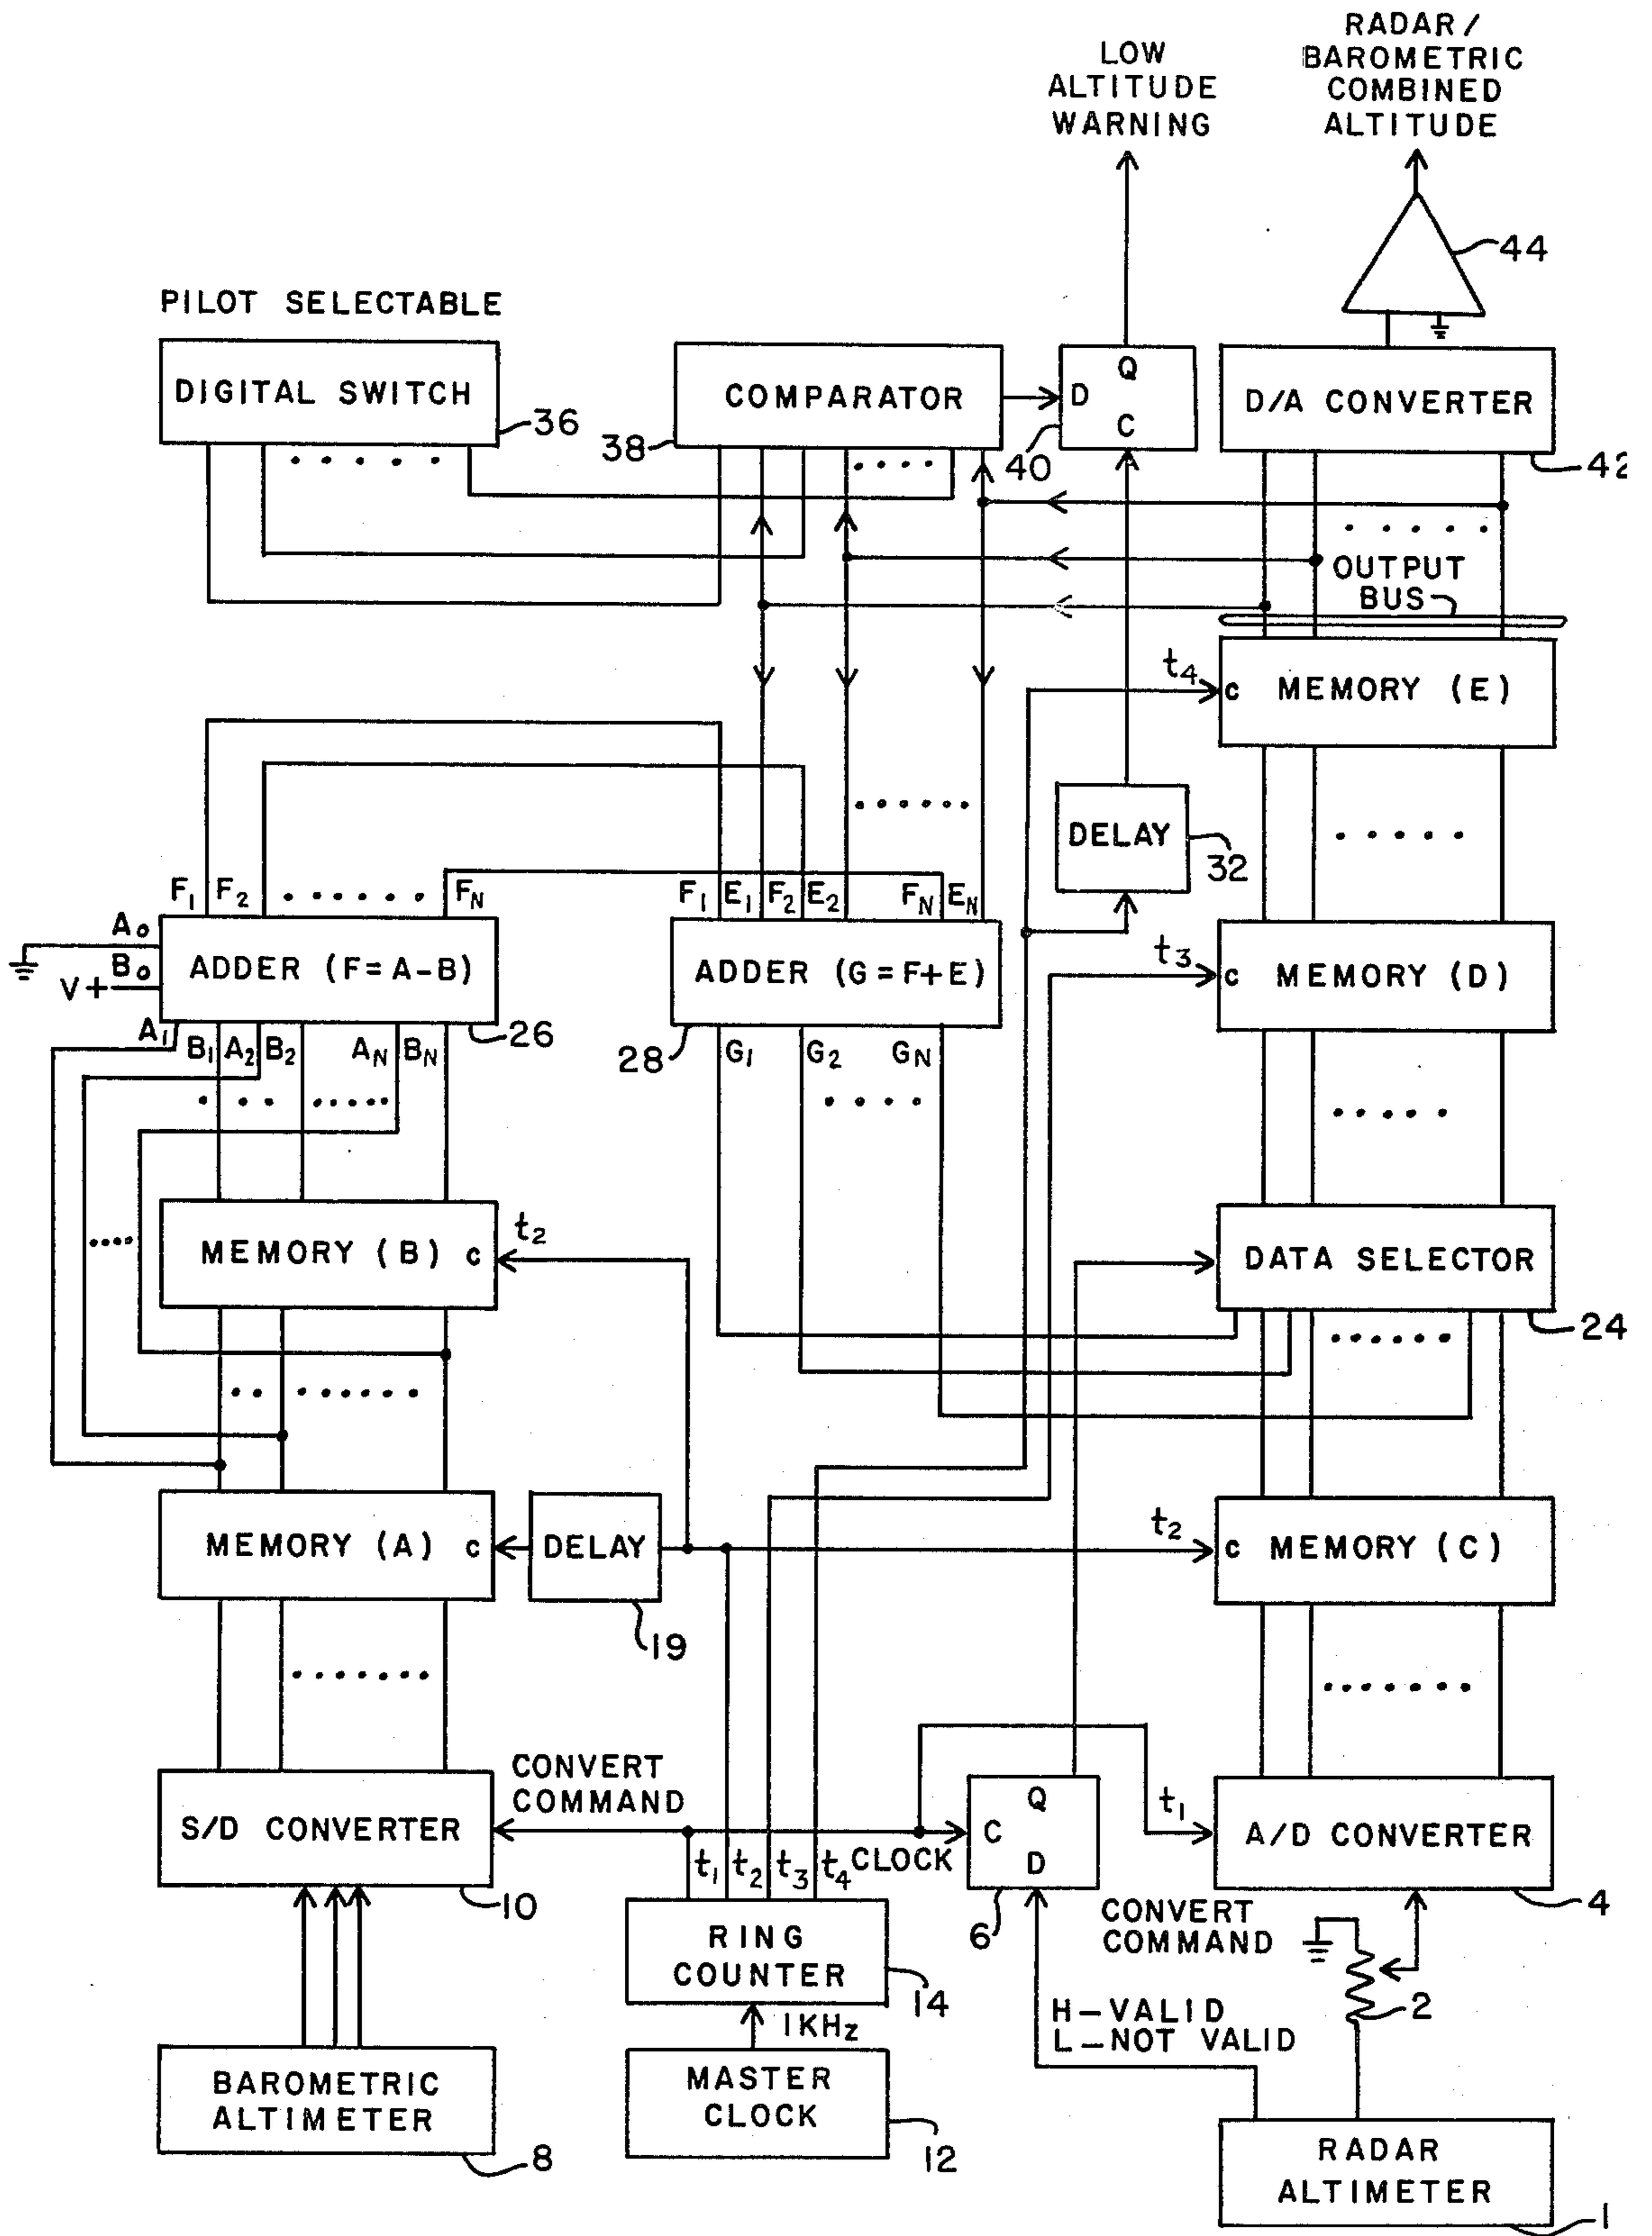 RADAR/
BAROMETRIC
COMBINED
ALTITUDE
LOW
ALTITUDE
WARNING
44
PILOT SELECTABLE
DIGITAL SWITCH
36
COMPARATOR
38
D
Q
C
40
D/A CONVERTER
42
OUTPUT
BUS
t4
c MEMORY (E)
DELAY
32
F1 F2 FN
F1 E1 F2 E2 FN EN
A0
B0
V+
ADDER (F=A-B)
26
ADDER (G=F+E)
28
t3
c MEMORY (D)
A1 B1 A2 B2 AN BN
G1 G2 GN
MEMORY (B) c
t2
DATA SELECTOR
24
MEMORY (A) c
DELAY
19
t2
c MEMORY (C)
CONVERT
COMMAND
S/D CONVERTER
10
t1 t2 t3 t4
CLOCK
Q
C
D
6
t1
A/D CONVERTER
4
CONVERT
COMMAND
RING
COUNTER
14
1KHz
MASTER
CLOCK
12
H-VALID
L-NOT VALID
2
BAROMETRIC
ALTIMETER
8
RADAR
ALTIMETER
1